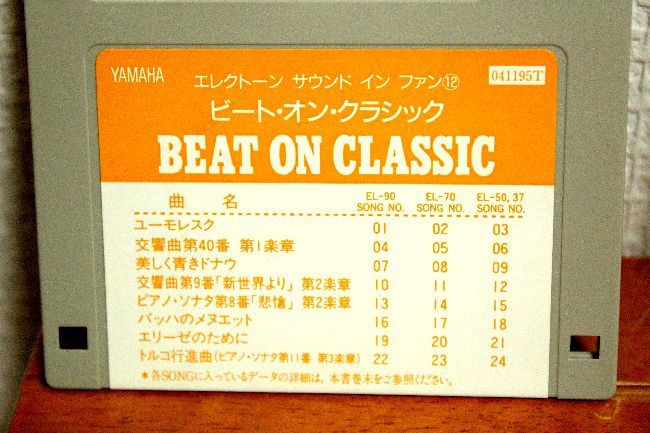 YAMAHA
エレクトーン サウンド イン ファン⑫
041195T
ビート・オン・クラシック
BEAT ON CLASSIC
曲 名 EL-90 SONG NO. EL-70 SONG NO. EL-50, 37 SONG NO.
ユーモレスク 01 02 03
交響曲第40番 第1楽章 04 05 06
美しく青きドナウ 07 08 09
交響曲第9番「新世界より」 第2楽章 10 11 12
ピアノ・ソナタ第8番「悲愴」 第2楽章 13 14 15
バッハのメヌエット 16 17 18
エリーゼのために 19 20 21
トルコ行進曲(ピアノ・ソナタ第11番 第3楽章) 22 23 24
*各SONGに入っているデータの詳細は、本書巻末をご参照ください。